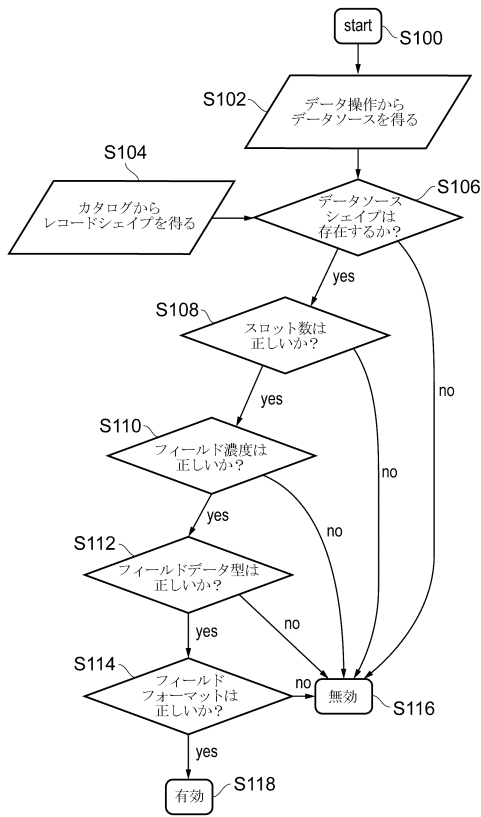 start
S100
S102
データ操作から
データソースを得る
S104
カタログから
レコードシェイプを得る
S106
データソース
シェイプは
存在するか?
yes
no
S108
スロット数は
正しいか?
yes
no
S110
フィールド濃度は
正しいか?
yes
no
S112
フィールドデータ型は
正しいか?
yes
no
S114
フィールド
フォーマットは
正しいか?
no
無効
S116
yes
有効
S118